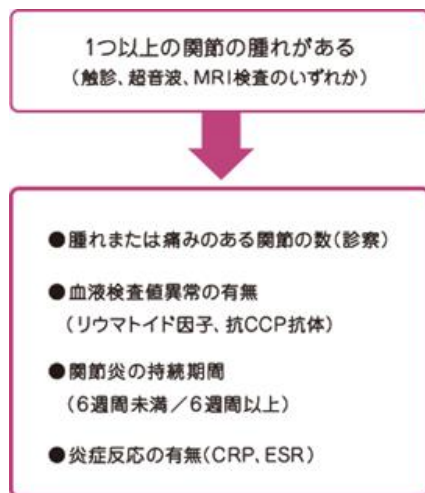 1つ以上の関節の腫れがある
(触診、超音波、MRI検査のいずれか)
●腫れまたは痛みのある関節の数(診察)
●血液検査値異常の有無
(リウマトイド因子、抗CCP抗体)
●関節炎の持続期間
(6週間未満／6週間以上)
●炎症反応の有無(CRP、ESR)